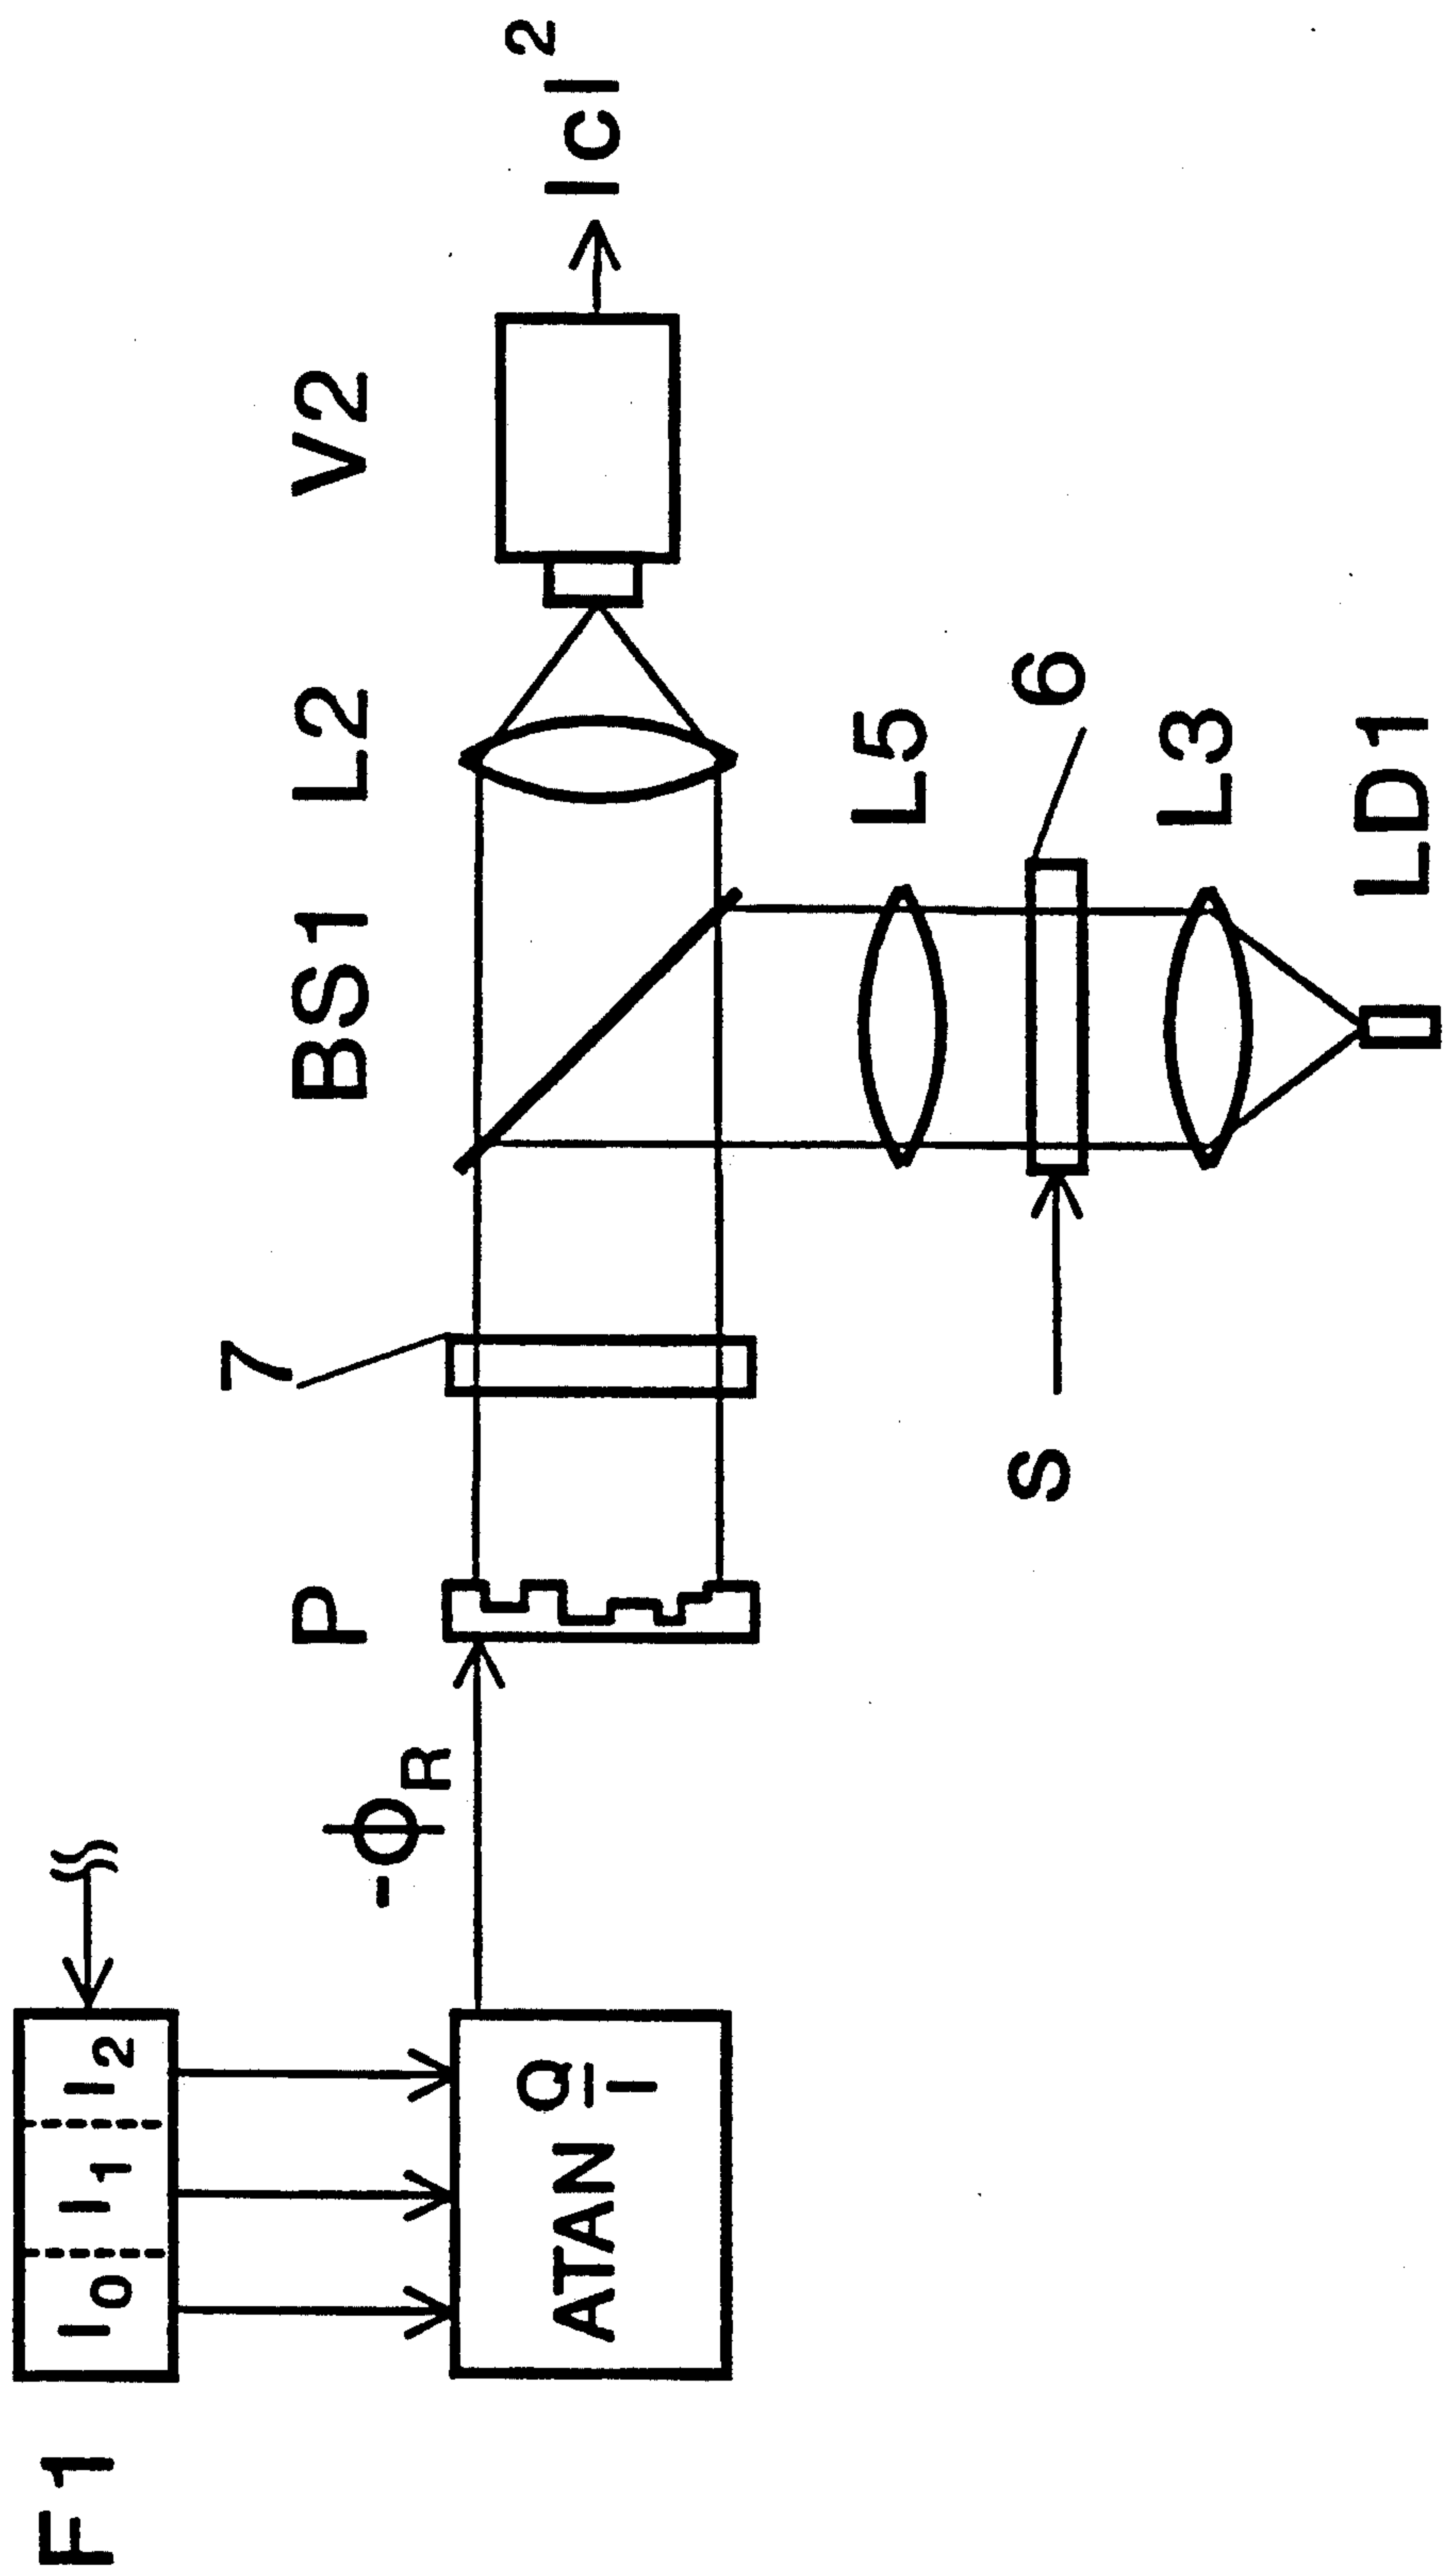 F1
I0 I1 I2
ATAN Q/I
-ΦR
P
7
BS1
L2
V2
|c|²
S
L5
6
L3
LD1